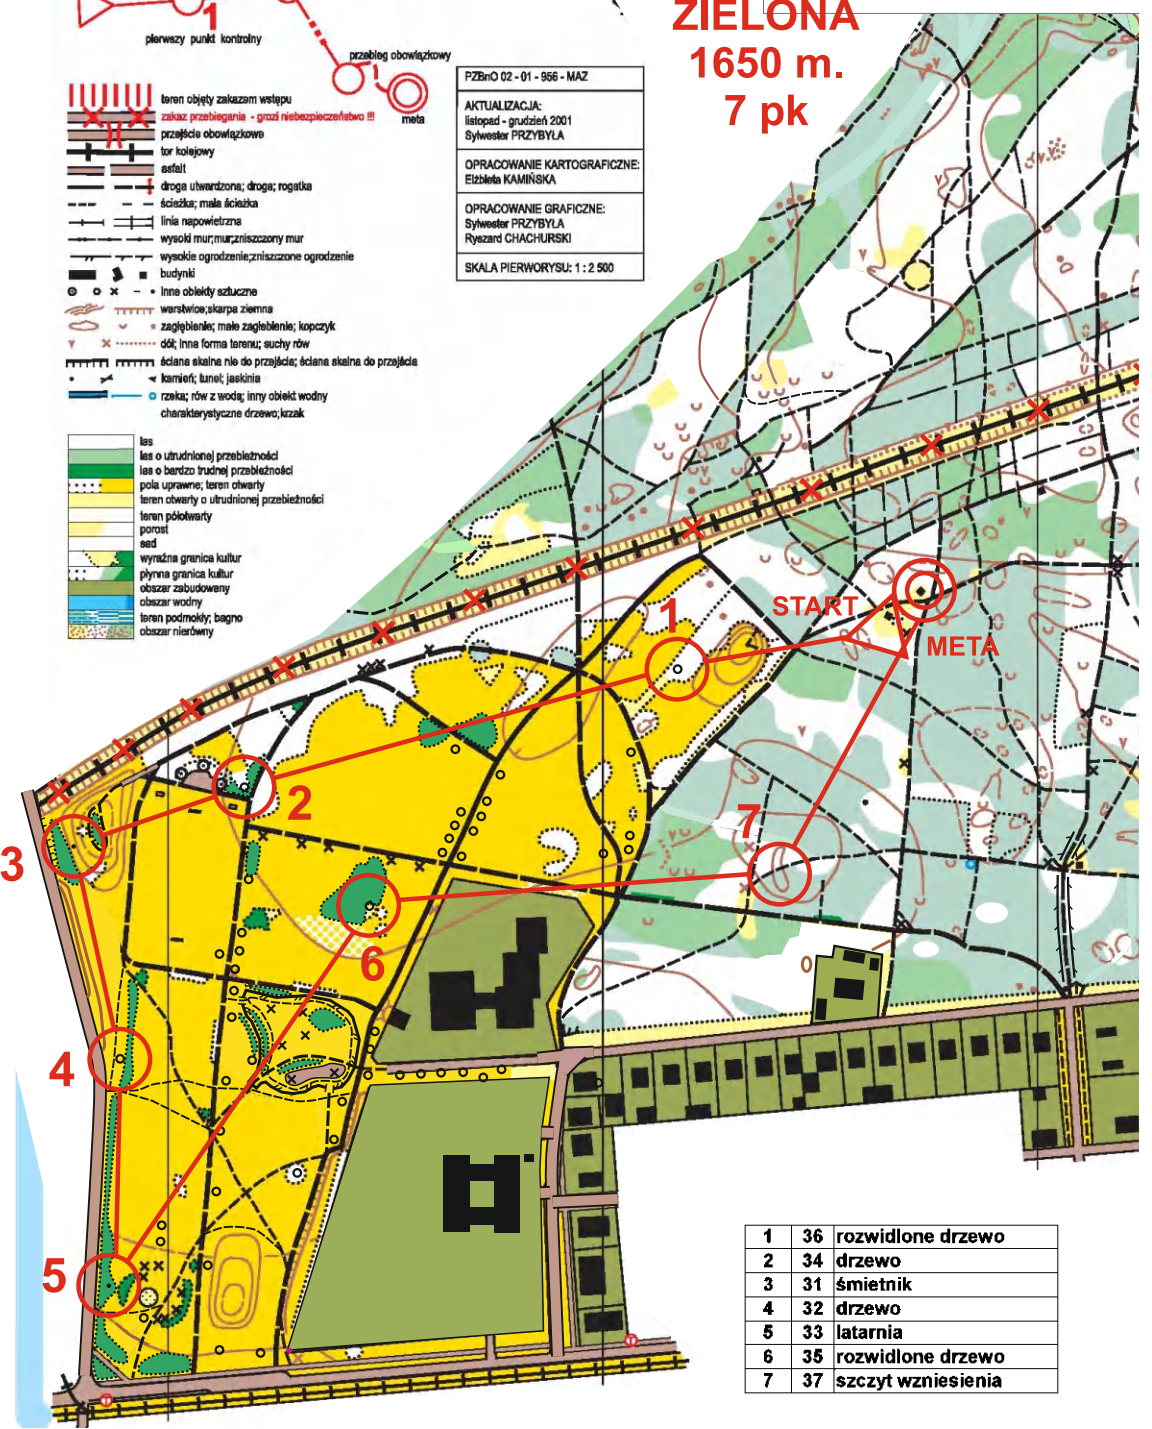 ZIELONA
1650 m.
7 pk
1
pierwszy punkt kontrolny
przebieg obowiązkowy
meta
teren objęty zakazem wstępu
zakaz przebiegania - grozi niebezpieczeństwo !!!
przejście obowiązkowe
tor kolejowy
asfalt
droga utwardzona; droga; rogatka
ścieżka; mała ścieżka
linia napowietrzna
wysoki mur;mur;zniszczony mur
wysokie ogrodzenie;zniszczone ogrodzenie
budynki
inne obiekty sztuczne
warstwice;skarpa ziemna
zagłębienie; małe zagłębienie; kopczyk
dół; inna forma terenu; suchy rów
ściana skalna nie do przejścia; ściana skalna do przejścia
kamień; tunel; jaskinia
rzeka; rów z wodą; inny obiekt wodny
charakterystyczne drzewo;krzak
las
las o utrudnionej przebieżności
las o bardzo trudnej przebieżności
pola uprawne; teren otwarty
teren otwarty o utrudnionej przebieżności
teren półotwarty
porost
sad
wyraźna granica kultur
płynna granica kultur
obszar zabudowany
obszar wodny
teren podmokły; bagno
obszar nierówny
PZBnO 02 - 01 - 956 - MAZ
AKTUALIZACJA:
listopad - grudzień 2001
Sylwester PRZYBYŁA
OPRACOWANIE KARTOGRAFICZNE:
Elżbieta KAMIŃSKA
OPRACOWANIE GRAFICZNE:
Sylwester PRZYBYŁA
Ryszard CHACHURSKI
SKALA PIERWORYSU: 1 : 2 500
1
START
META
2
7
3
6
4
5
1 36 rozwidlone drzewo
2 34 drzewo
3 31 śmietnik
4 32 drzewo
5 33 latarnia
6 35 rozwidlone drzewo
7 37 szczyt wzniesienia